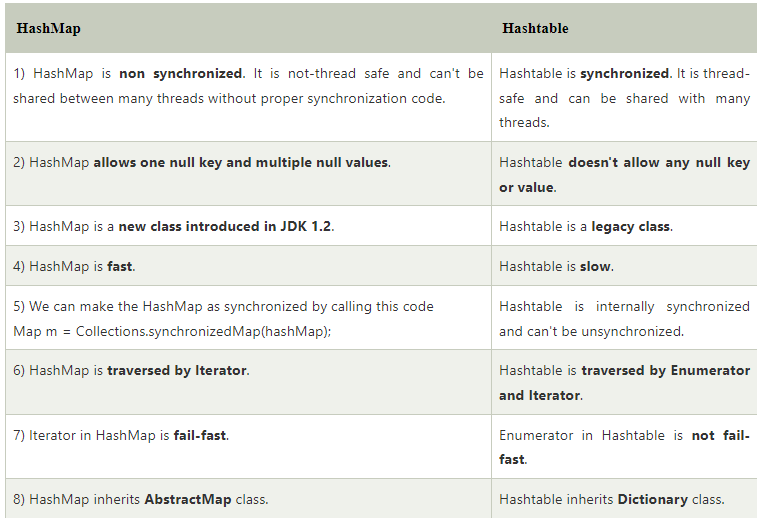 HashMap
Hashtable
1) HashMap is non synchronized. It is not-thread safe and can't be
shared between many threads without proper synchronization code.
Hashtable is synchronized. It is thread-
safe and can be shared with many
threads.
2) HashMap allows one null key and multiple null values.
Hashtable doesn't allow any null key
or value.
3) HashMap is a new class introduced in JDK 1.2.
Hashtable is a legacy class.
4) HashMap is fast.
Hashtable is slow.
5) We can make the HashMap as synchronized by calling this code
Map m = Collections.synchronizedMap(hashMap);
Hashtable is internally synchronized
and can't be unsynchronized.
6) HashMap is traversed by Iterator.
Hashtable is traversed by Enumerator
and Iterator.
7) Iterator in HashMap is fail-fast.
Enumerator in Hashtable is not fail-
fast.
8) HashMap inherits AbstractMap class.
Hashtable inherits Dictionary class.